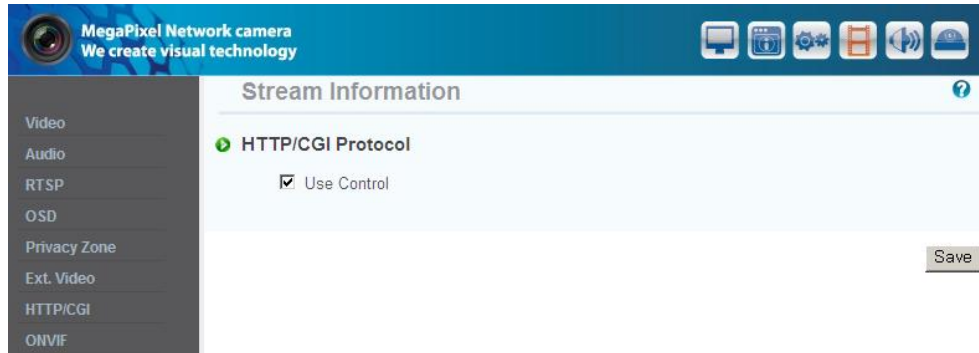 MegaPixel Network camera
We create visual technology
Stream Information
Video
Audio
RTSP
OSD
Privacy Zone
Ext. Video
HTTP/CGI
ONVIF
HTTP/CGI Protocol
Use Control
Save